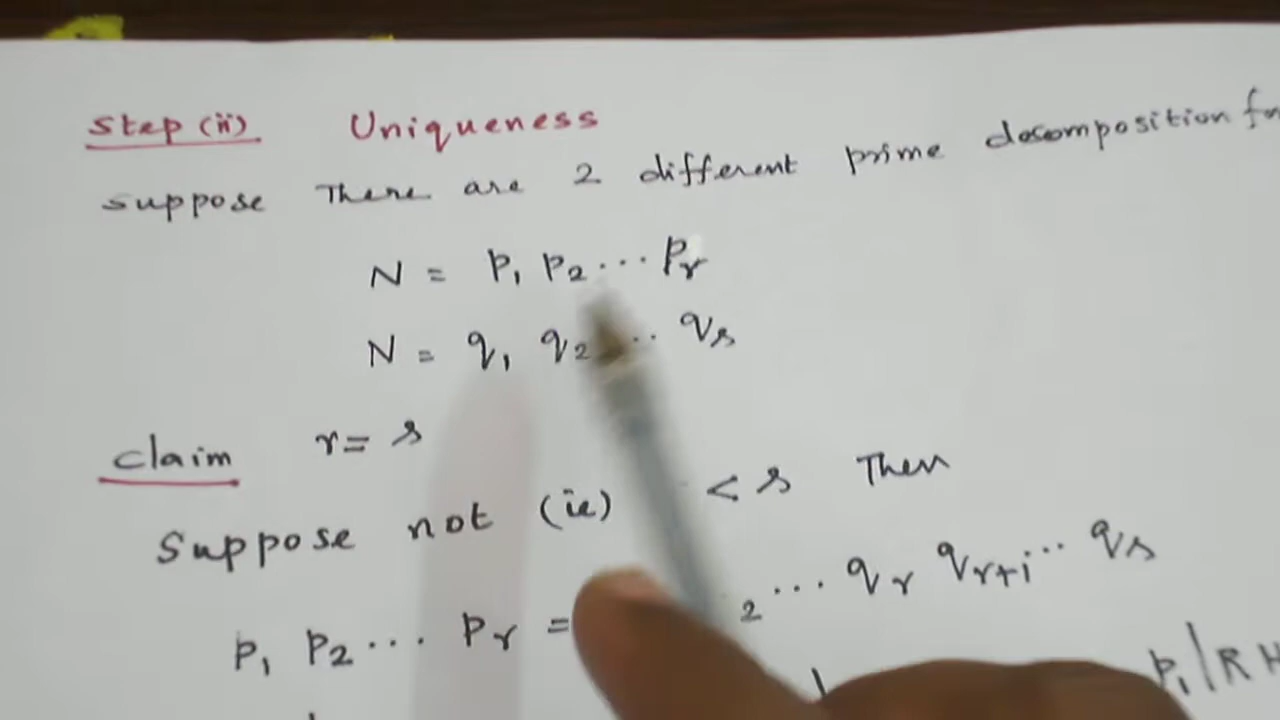 Step (ii) Uniqueness
suppose There are 2 different prime decomposition
N = p₁ p₂ ... pᵣ
N = q₁ q₂ ... qₛ
Claim r = s
Suppose not (ie) < s Then
p₁ p₂ ... pᵣ = ₂ ... qᵣ qᵣ₊₁ ... qₛ
p₁ | R H